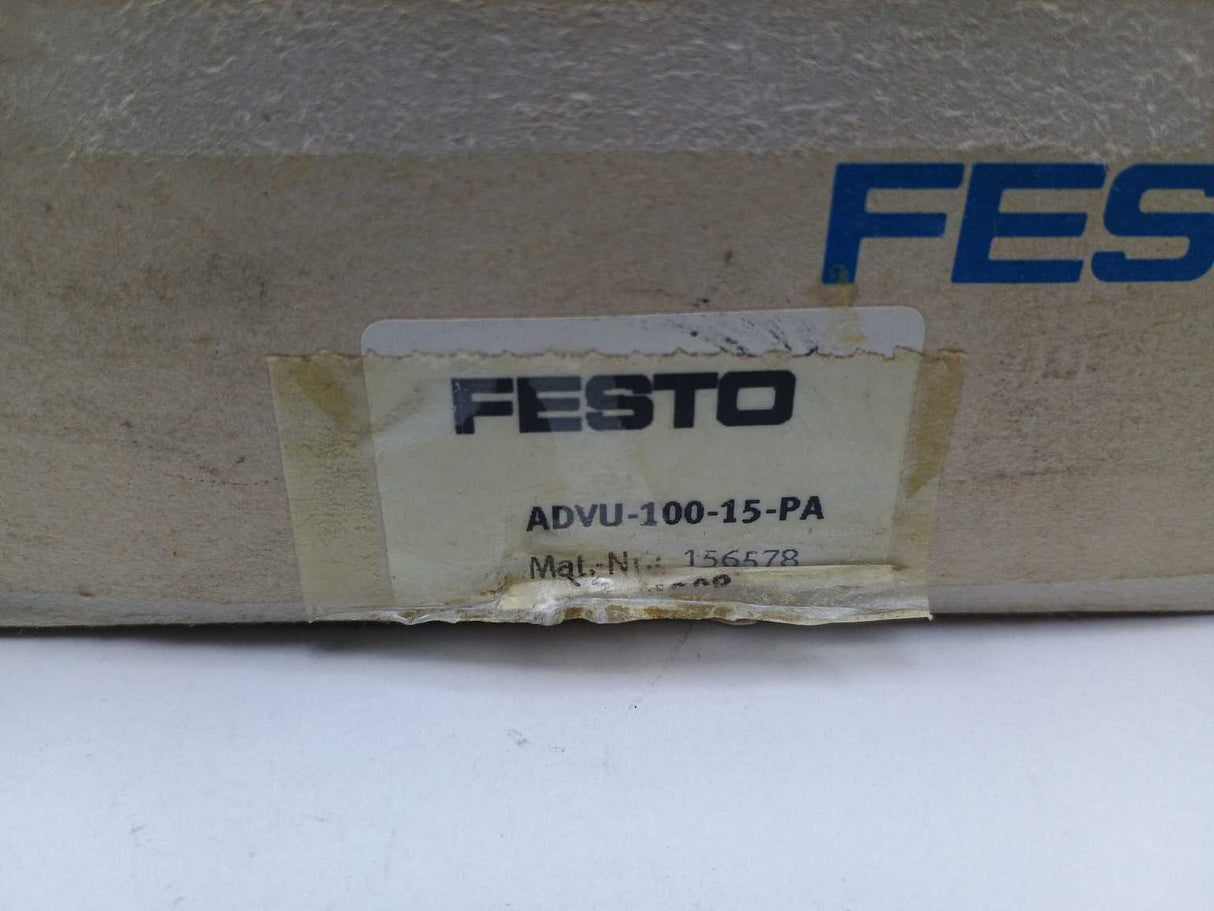 FES
FESTO
ADVU-100-15-PA
Mat.-Nr.: 156578